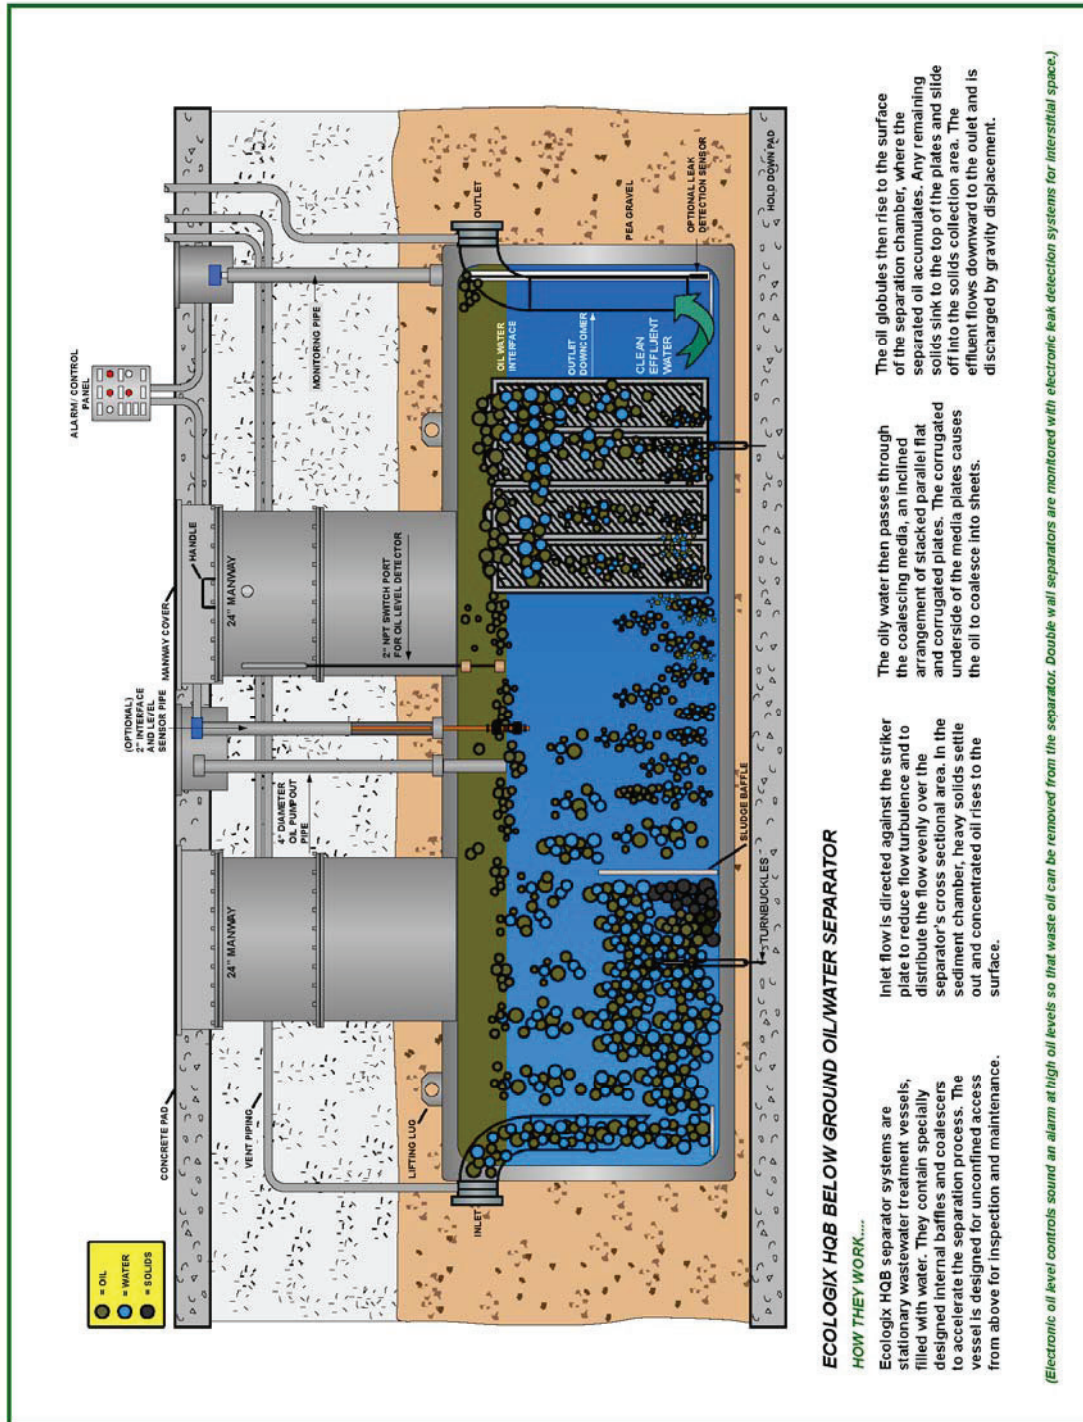 = OIL
= WATER
= SOLIDS
CONCRETE PAD
VENT PIPING
LIFTING LUG
INLET
24" MANWAY
4" DIAMETER
OIL PUMPOUT
PIPE
(OPTIONAL)
2" INTERFACE
AND LEVEL
SENSOR PIPE
MANWAY COVER
HANDLE
24" MANWAY
2" NPT SWITCH PORT
FOR OIL LEVEL DETECTOR
ALARM/ CONTROL
PANEL
MONITORING PIPE
OUTLET
OIL WATER
INTERFACE
OUTLET
DOWNCOMER
CLEAN
EFFLUENT
WATER
PEA GRAVEL
OPTIONAL LEAK
DETECTION SENSOR
HOLD DOWN PAD
SLUDGE BAFFLE
TURNBUCKLES
ECOLOGIX HQB BELOW GROUND OIL/WATER SEPARATOR
HOW THEY WORK....
Ecologix HQB separator systems are
stationary wastewater treatment vessels,
filled with water. They contain specially
designed internal baffles and coalescers
to accelerate the separation process. The
vessel is designed for unconfined access
from above for inspection and maintenance.
Inlet flow is directed against the striker
plate to reduce flow turbulence and to
distribute the flow evenly over the
separator's cross sectional area. In the
sediment chamber, heavy solids settle
out and concentrated oil rises to the
surface.
The oily water then passes through
the coalescing media, an inclined
arrangement of stacked parallel flat
and corrugated plates. The corrugated
underside of the media plates causes
the oil to coalesce into sheets.
The oil globules then rise to the surface
of the separation chamber, where the
seperated oil accumulates. Any remaining
solids sink to the top of the plates and slide
off into the solids collection area. The
effluent flows downward to the oulet and is
discharged by gravity displacement.
(Electronic oil level controls sound an alarm at high oil levels so that waste oil can be removed from the separator. Double wall separators are monitored with electronic leak detection systems for interstitial space.)